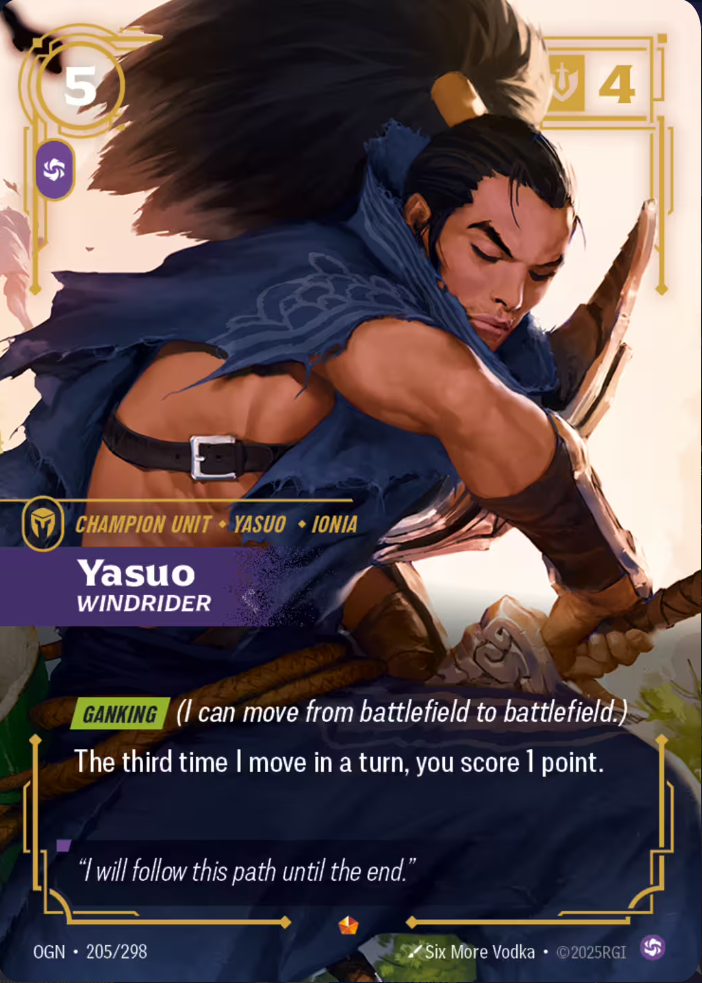 5
4
CHAMPION UNIT • YASUO • IONIA
Yasuo
WINDRIDER
GANKING (I can move from battlefield to battlefield.)
The third time I move in a turn, you score 1 point.
“I will follow this path until the end.”
OGN • 205/298
Six More Vodka • ©2025RGI